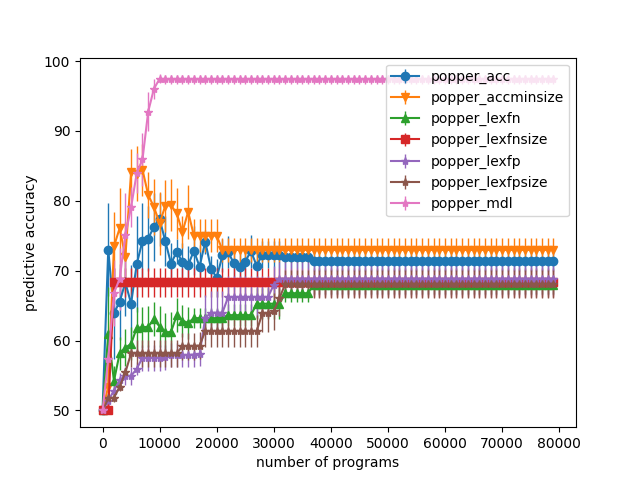 100
90
80
70
60
50
predictive accuracy
0
10000
20000
30000
40000
50000
60000
70000
80000
number of programs
popper_acc
popper_accminsize
popper_lexfn
popper_lexfnsize
popper_lexfp
popper_lexfpsize
popper_mdl